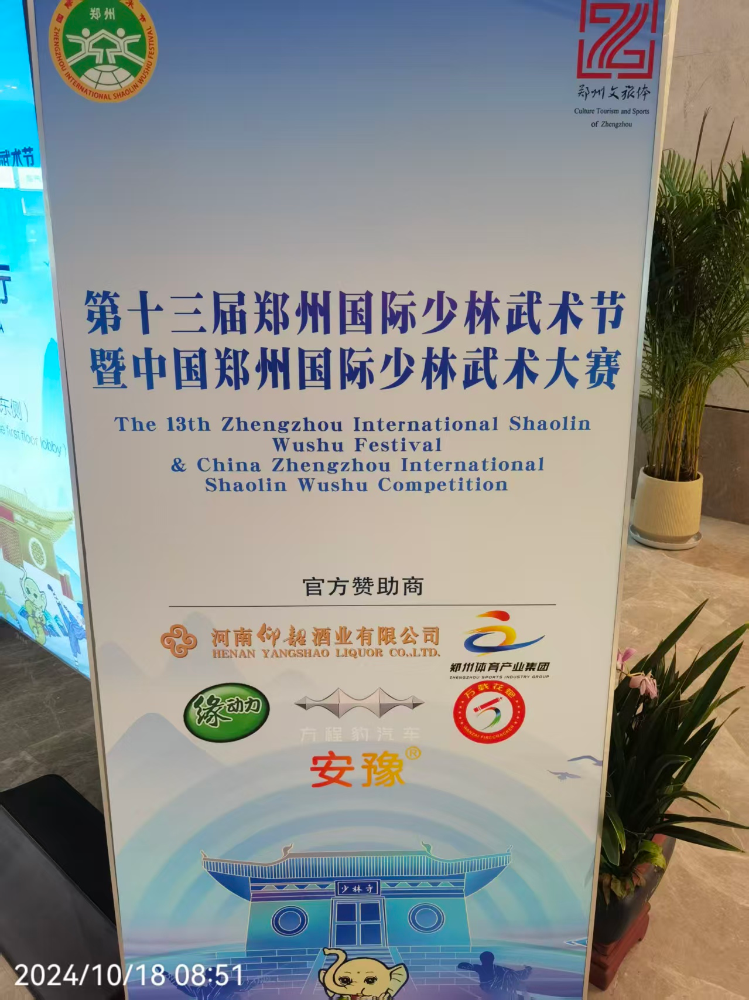 郑州
ZHENGZHOU INTERNATIONAL SHAOLIN WUSHU FESTIVAL
郑州文旅体
Culture Tourism and Sports
of Zhengzhou
武术节
东侧）
first floor lobby)
第十三届郑州国际少林武术节
暨中国郑州国际少林武术大赛
The 13th Zhengzhou International Shaolin
Wushu Festival
& China Zhengzhou International
Shaolin Wushu Competition
官方赞助商
河南仰韶酒业有限公司
HENAN YANGSHAO LIQUOR CO.,LTD.
郑州体育产业集团
ZHENGZHOU SPORTS INDUSTRY GROUP
缘动力
方程豹汽车
万载花炮
WANZAI FIRECRACKER
安豫®
少林寺
2024/10/18 08:51